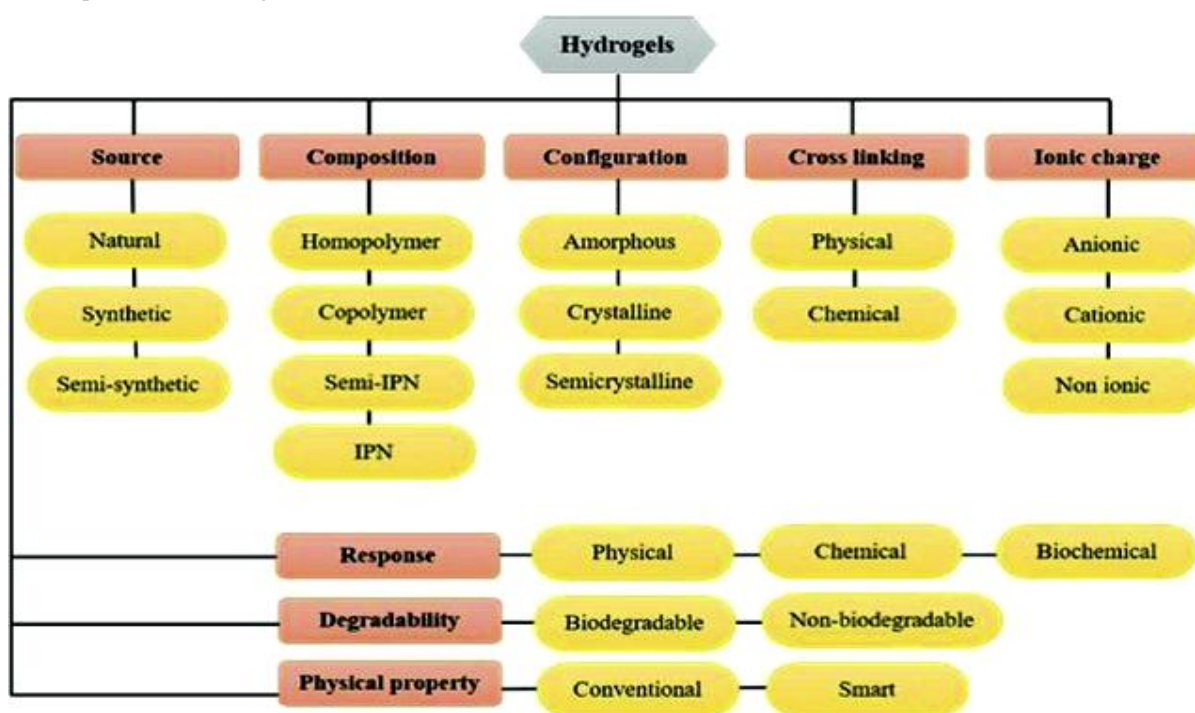 Hydrogels
Source
Composition
Configuration
Cross linking
Ionic charge
Natural
Homopolymer
Amorphous
Physical
Anionic
Synthetic
Copolymer
Crystalline
Chemical
Cationic
Semi-synthetic
Semi-IPN
Semicrystalline
Non ionic
IPN
Response
Physical
Chemical
Biochemical
Degradability
Biodegradable
Non-biodegradable
Physical property
Conventional
Smart